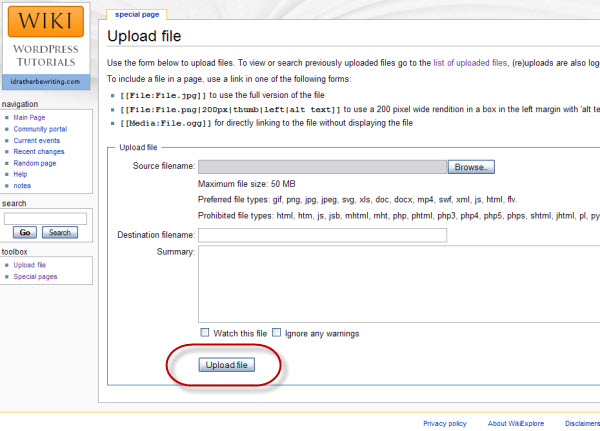 WIKI
WORDPRESS
TUTORIALS
idratherbewriting.com
navigation
Main Page
Community portal
Current events
Recent changes
Random page
Help
notes
search
Go Search
toolbox
Upload file
Special pages
special page
Upload file
Use the form below to upload files. To view or search previously uploaded files go to the list of uploaded files, (re)uploads are also log
To include a file in a page, use a link in one of the following forms:
[[File:File.jpg]] to use the full version of the file
[[File:File.png|200px|thumb|left|alt text]] to use a 200 pixel wide rendition in a box in the left margin with 'alt te
[[Media:File.ogg]] for directly linking to the file without displaying the file
Upload file
Source filename: Browse..
Maximum file size: 50 MB
Preferred file types: gif, png, jpg, jpeg, svg, xls, doc, docx, mp4, swf, xml, js, html, flv.
Prohibited file types: html, htm, js, jsb, mhtml, mht, php, phtml, php3, php4, php5, phps, shtml, jhtml, pl, py
Destination filename:
Summary:
Watch this file Ignore any warnings
Upload file
Privacy policy About WikiExplore Disclaimers